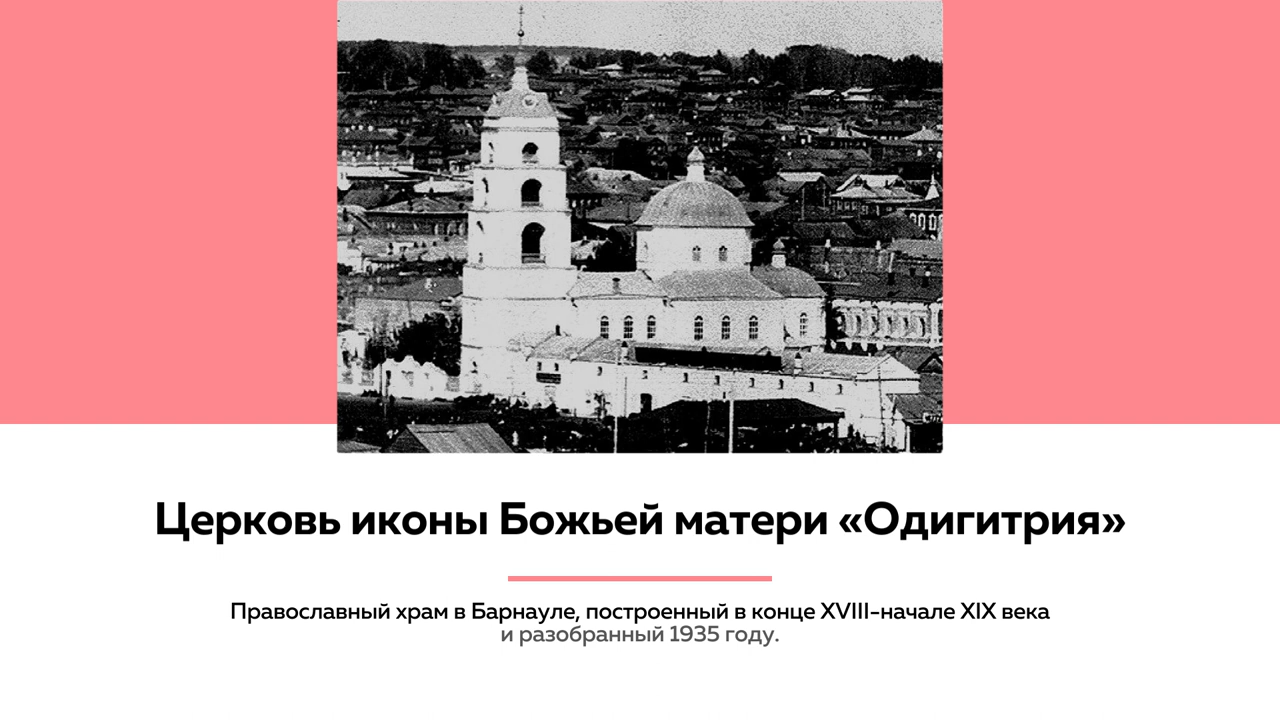 Церковь иконы Божьей матери «Одигитрия»
Православный храм в Барнауле, построенный в конце XVIII-начале XIX века
и разобранный 1935 году.